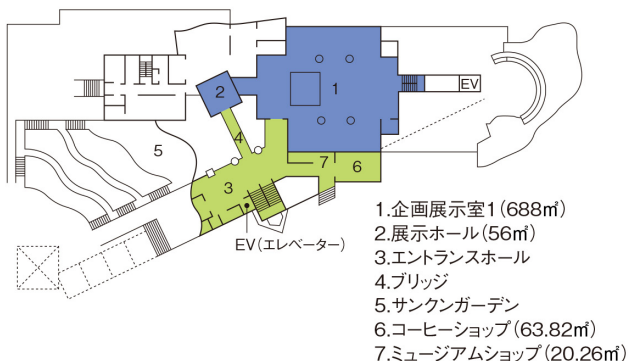 1
EV
2
4
5
7
6
3
EV(エレベーター)
1.企画展示室1(688㎡)
2.展示ホール(56㎡)
3.エントランスホール
4.ブリッジ
5.サンクンガーデン
6.コーヒーショップ(63.82㎡)
7.ミュージアムショップ(20.26㎡)